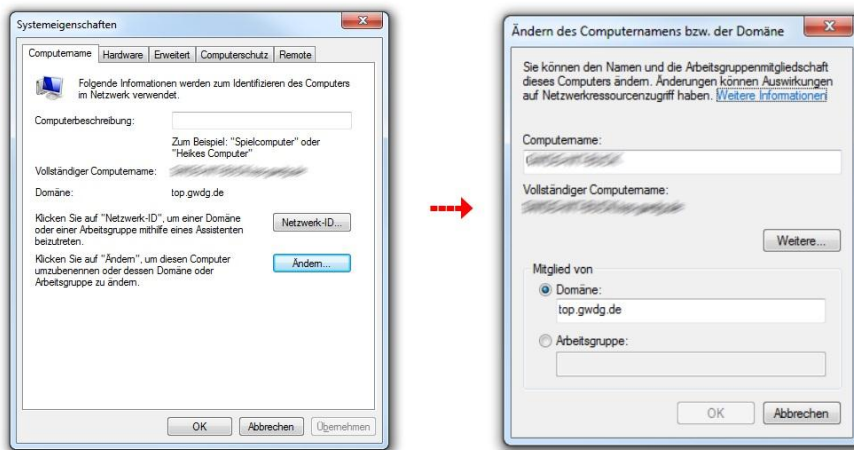 Systemeigenschaften
Computername Hardware Erweitert Computerschutz Remote
Folgende Informationen werden zum Identifizieren des Computers
im Netzwerk verwendet.
Computerbeschreibung:
Zum Beispiel: "Spielcomputer" oder
"Heikes Computer"
Vollständiger Computername:
Domäne: top.gwdg.de
Klicken Sie auf "Netzwerk-ID", um einer Domäne
oder einer Arbeitsgruppe mithilfe eines Assistenten
beizutreten.
Netzwerk-ID...
Klicken Sie auf "Ändern", um diesen Computer
umzubenennen oder dessen Domäne oder
Arbeitsgruppe zu ändern.
Ändern...
OK Abbrechen Übernehmen
Ändern des Computernamens bzw. der Domäne
Sie können den Namen und die Arbeitsgruppenmitgliedschaft
dieses Computers ändern. Änderungen können Auswirkungen
auf Netzwerkressourcenzugriff haben. Weitere Informationen
Computername:
Vollständiger Computername:
Weitere...
Mitglied von
Domäne:
top.gwdg.de
Arbeitsgruppe:
OK Abbrechen